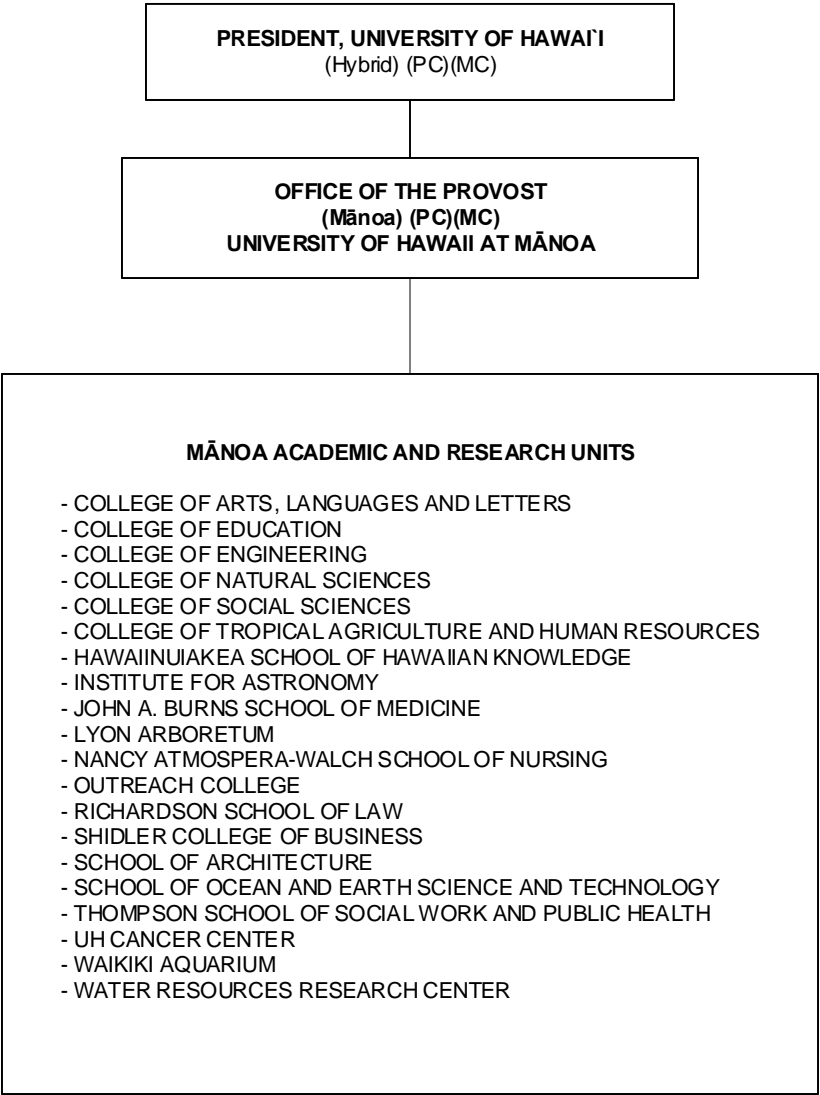 PRESIDENT, UNIVERSITY OF HAWAI`I
(Hybrid) (PC)(MC)
OFFICE OF THE PROVOST
(Mānoa) (PC)(MC)
UNIVERSITY OF HAWAII AT MĀNOA
MĀNOA ACADEMIC AND RESEARCH UNITS
- COLLEGE OF ARTS, LANGUAGES AND LETTERS
- COLLEGE OF EDUCATION
- COLLEGE OF ENGINEERING
- COLLEGE OF NATURAL SCIENCES
- COLLEGE OF SOCIAL SCIENCES
- COLLEGE OF TROPICAL AGRICULTURE AND HUMAN RESOURCES
- HAWAIINUIAKEA SCHOOL OF HAWAIIAN KNOWLEDGE
- INSTITUTE FOR ASTRONOMY
- JOHN A. BURNS SCHOOL OF MEDICINE
- LYON ARBORETUM
- NANCY ATMOSPERA-WALCH SCHOOL OF NURSING
- OUTREACH COLLEGE
- RICHARDSON SCHOOL OF LAW
- SHIDLER COLLEGE OF BUSINESS
- SCHOOL OF ARCHITECTURE
- SCHOOL OF OCEAN AND EARTH SCIENCE AND TECHNOLOGY
- THOMPSON SCHOOL OF SOCIAL WORK AND PUBLIC HEALTH
- UH CANCER CENTER
- WAIKIKI AQUARIUM
- WATER RESOURCES RESEARCH CENTER